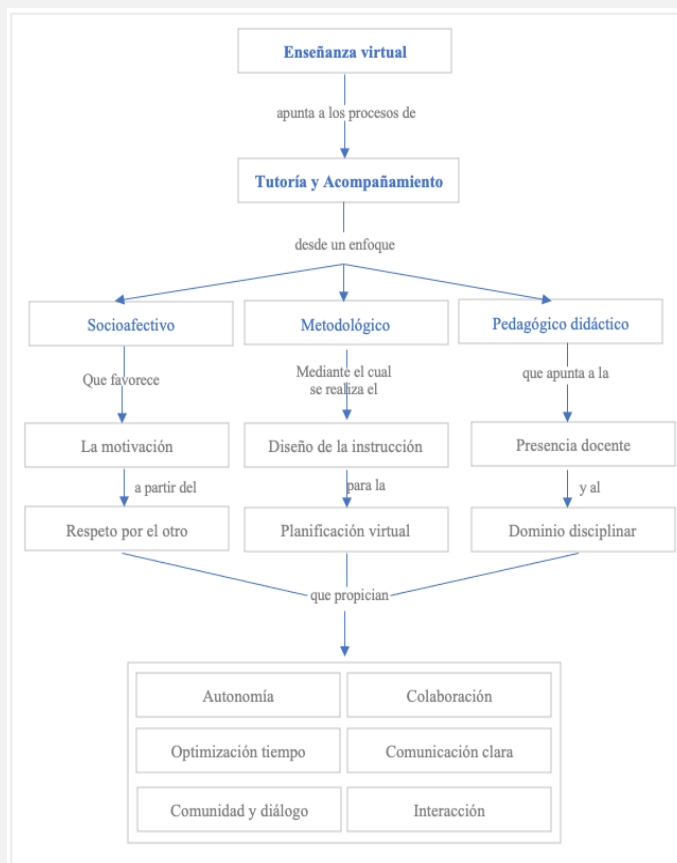 Enseñanza virtual
apunta a los procesos de
Tutoría y Acompañamiento
desde un enfoque
Socioafectivo
Metodológico
Pedagógico didáctico
Que favorece
Mediante el cual
se realiza el
que apunta a la
La motivación
Diseño de la instrucción
Presencia docente
a partir del
para la
y al
Respeto por el otro
Planificación virtual
Dominio disciplinar
que propician
Autonomía
Colaboración
Optimización tiempo
Comunicación clara
Comunidad y diálogo
Interacción